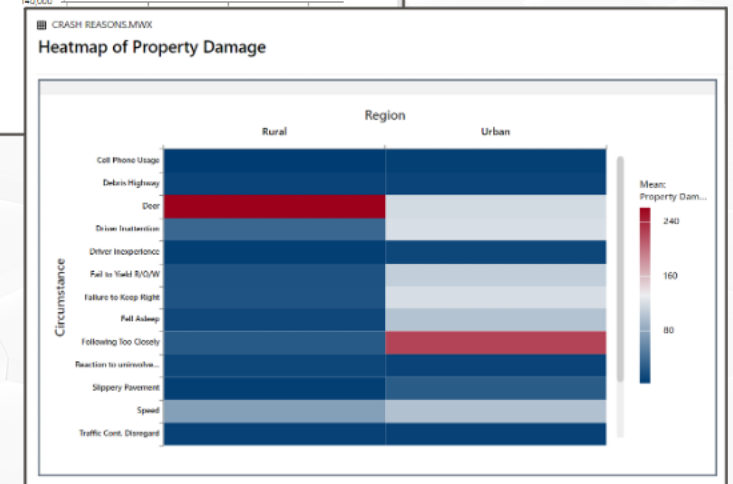 140,000
CRASH REASONS.MWX
Heatmap of Property Damage
Region
Rural Urban
Circumstance
Cell Phone Usage
Debris Highway
Deer
Driver Inattention
Driver Inexperience
Fail to Yield R/O/W
Failure to Keep Right
Fell Asleep
Following Too Closely
Reaction to uninvolve...
Slippery Pavement
Speed
Traffic Cont. Disregard
Mean:
Property Dam...
240
160
80